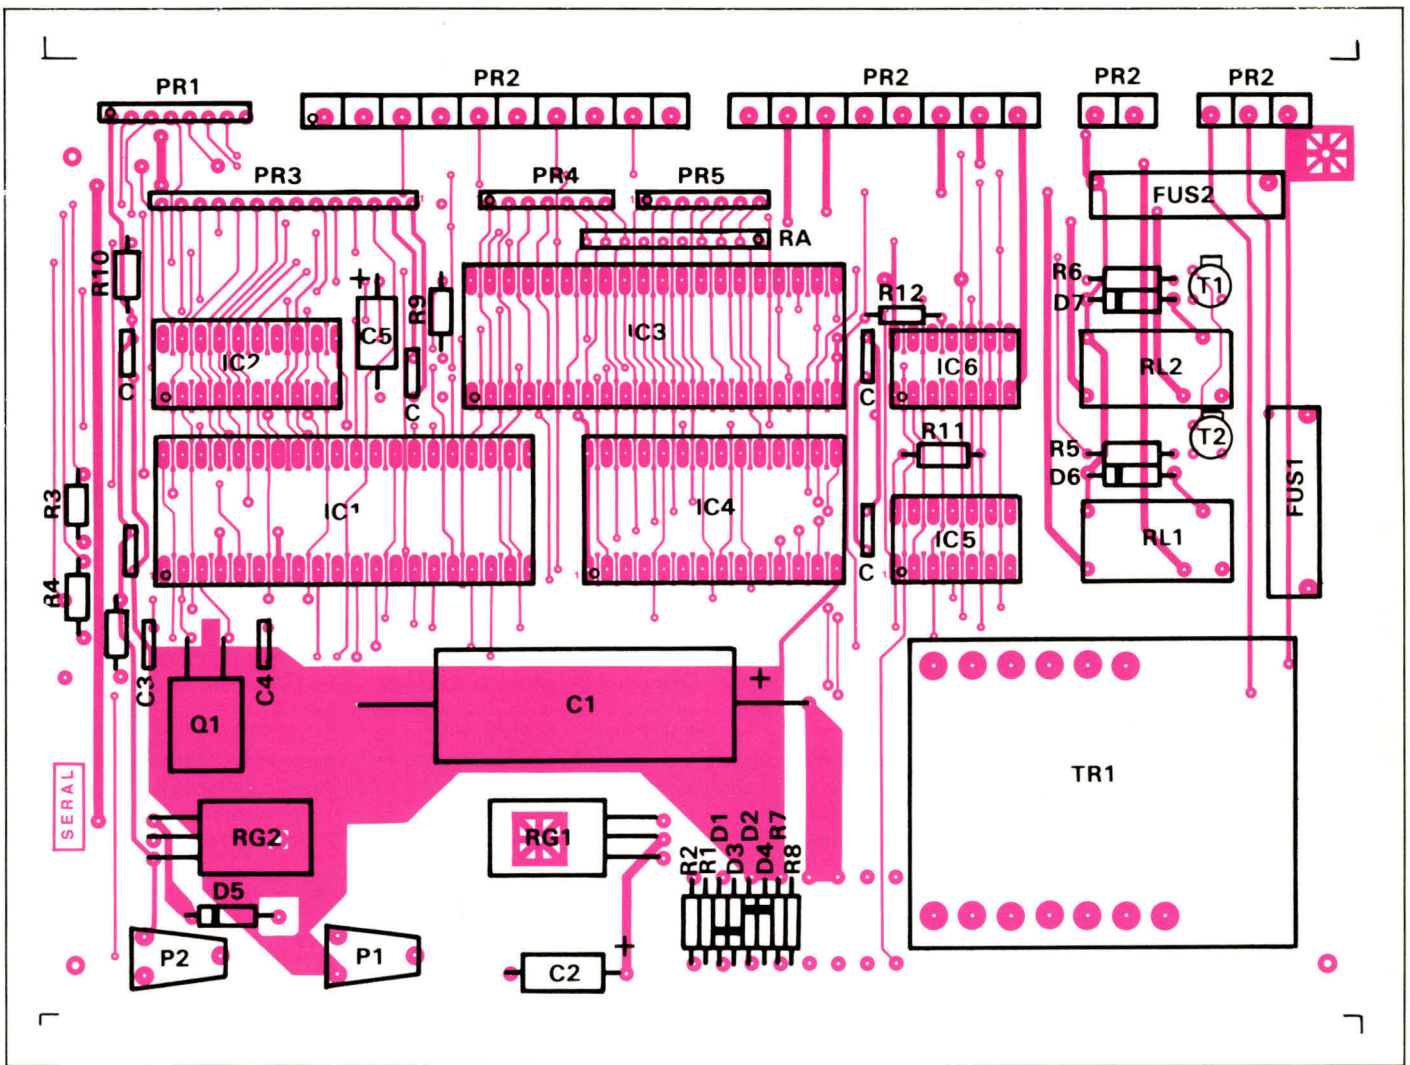 PR1
PR2
PR2
PR2
PR2
PR3
PR4
PR5
FUS2
RA
R10
R6
T1
D7
R12
R9
C5
IC3
IC2
IC6
RL2
C
C
C
R11
T2
R5
D6
FUS1
R3
IC1
IC4
IC5
RL1
C
R4
C3
C4
+
C1
Q1
TR1
SERAL
RG2
RG1
R2
R1
D1
D3
D2
D4
R7
R8
D5
P2
P1
+
C2
+